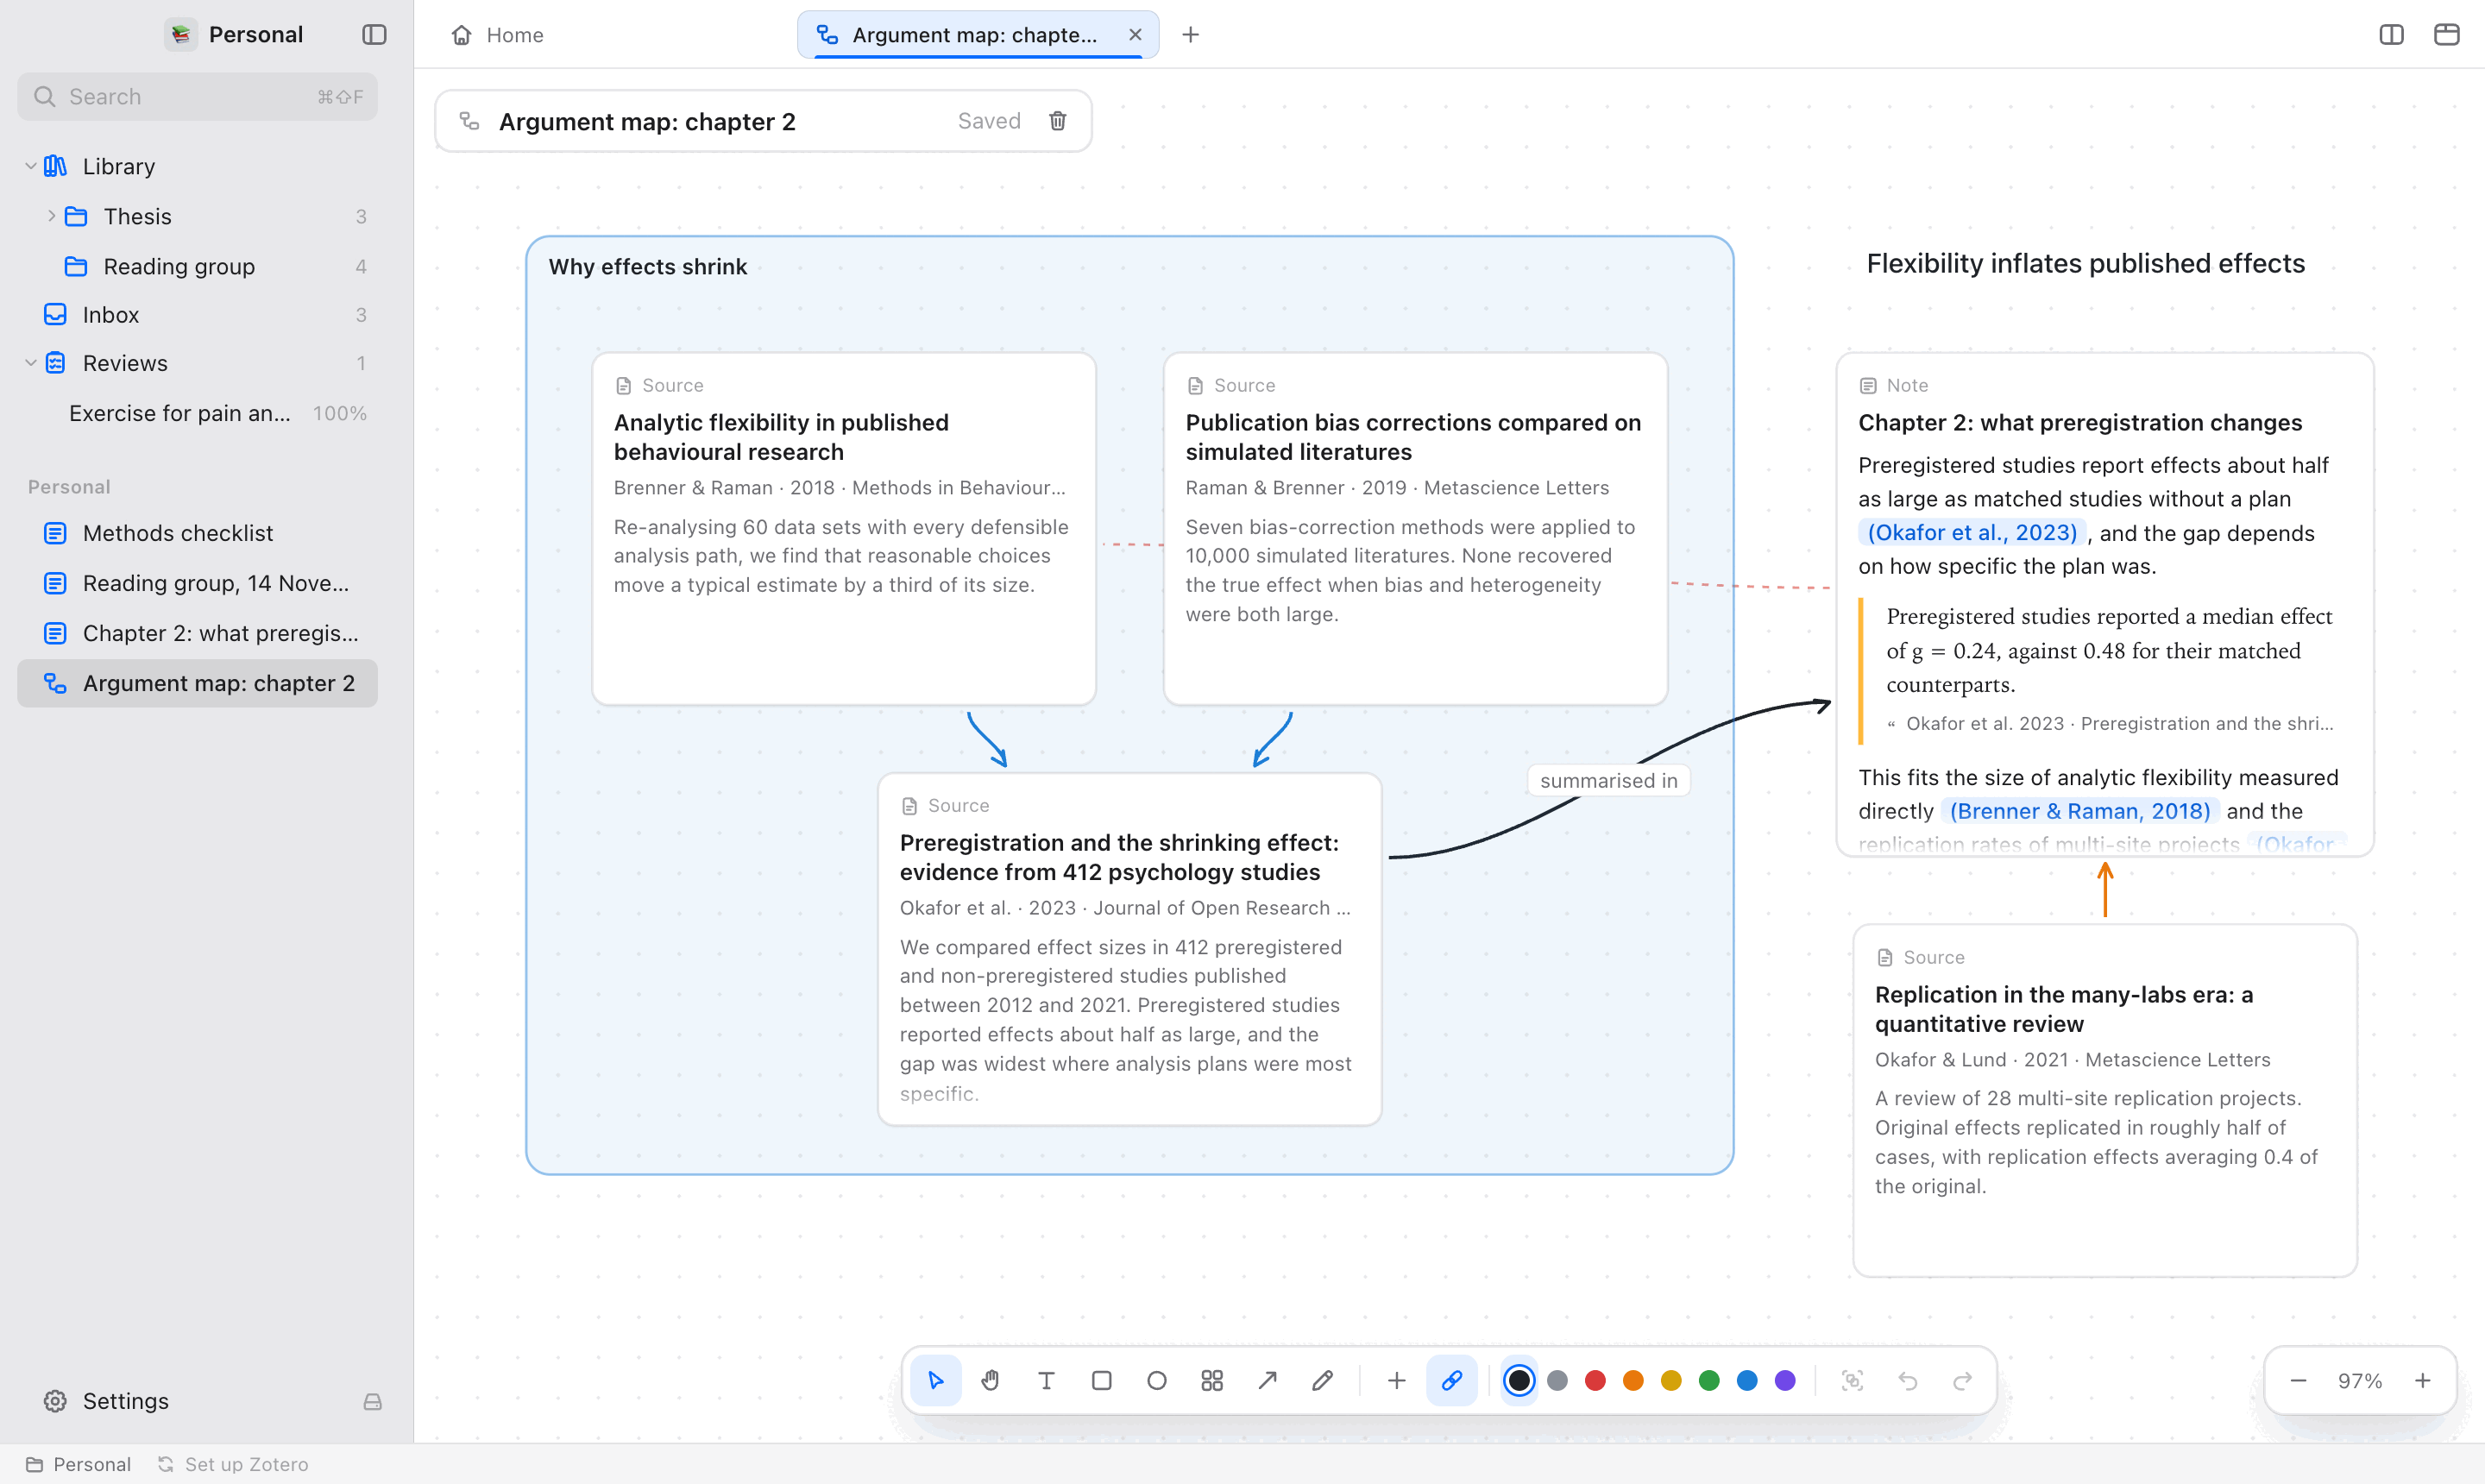 Personal
Search ⌘⇧F
Library
Thesis 3
Reading group 4
Inbox 3
Reviews 1
Exercise for pain an... 100%
Personal
Methods checklist
Reading group, 14 Nove...
Chapter 2: what preregis...
Argument map: chapter 2
Settings
Personal
Set up Zotero
Home
Argument map: chapte...
Argument map: chapter 2
Saved
Why effects shrink
Source
Analytic flexibility in published
behavioural research
Brenner & Raman · 2018 · Methods in Behaviour...
Re-analysing 60 data sets with every defensible
analysis path, we find that reasonable choices
move a typical estimate by a third of its size.
Source
Publication bias corrections compared on
simulated literatures
Raman & Brenner · 2019 · Metascience Letters
Seven bias-correction methods were applied to
10,000 simulated literatures. None recovered
the true effect when bias and heterogeneity
were both large.
Source
Preregistration and the shrinking effect:
evidence from 412 psychology studies
Okafor et al. · 2023 · Journal of Open Research ...
We compared effect sizes in 412 preregistered
and non-preregistered studies published
between 2012 and 2021. Preregistered studies
reported effects about half as large, and the
gap was widest where analysis plans were most
specific.
summarised in
Flexibility inflates published effects
Note
Chapter 2: what preregistration changes
Preregistered studies report effects about half
as large as matched studies without a plan
(Okafor et al., 2023) , and the gap depends
on how specific the plan was.
Preregistered studies reported a median effect
of g = 0.24, against 0.48 for their matched
counterparts.
“ Okafor et al. 2023 · Preregistration and the shri...
This fits the size of analytic flexibility measured
directly (Brenner & Raman, 2018) and the
replication rates of multi-site projects (Okafor
Source
Replication in the many-labs era: a
quantitative review
Okafor & Lund · 2021 · Metascience Letters
A review of 28 multi-site replication projects.
Original effects replicated in roughly half of
cases, with replication effects averaging 0.4 of
the original.
97%